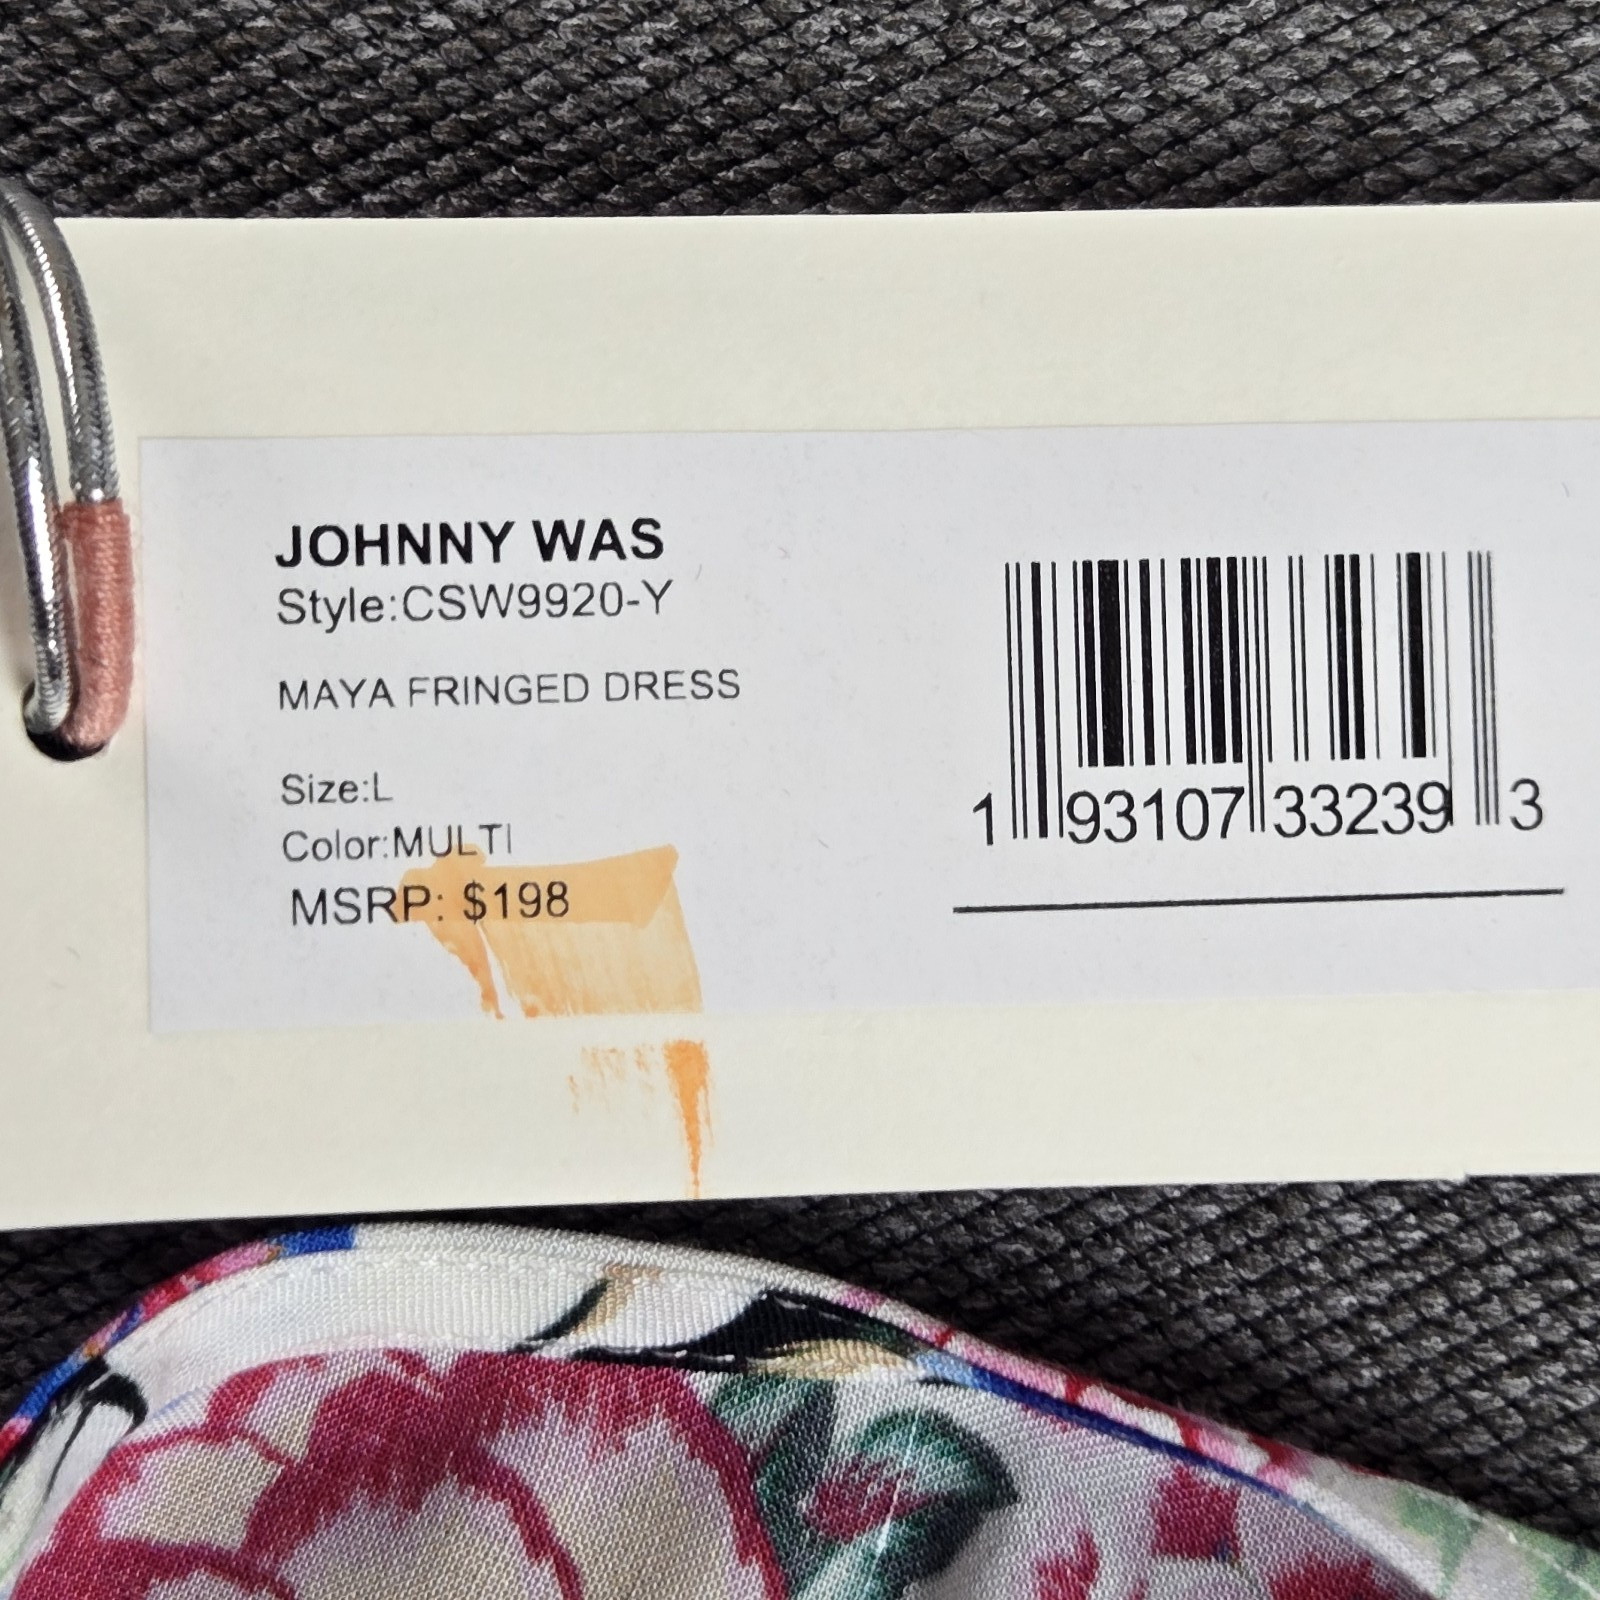 JOHNNY WAS
Style:CSW9920-Y
MAYA FRINGED DRESS
Size:L
Color:MULTI
MSRP: $198
1 93107 33239 3